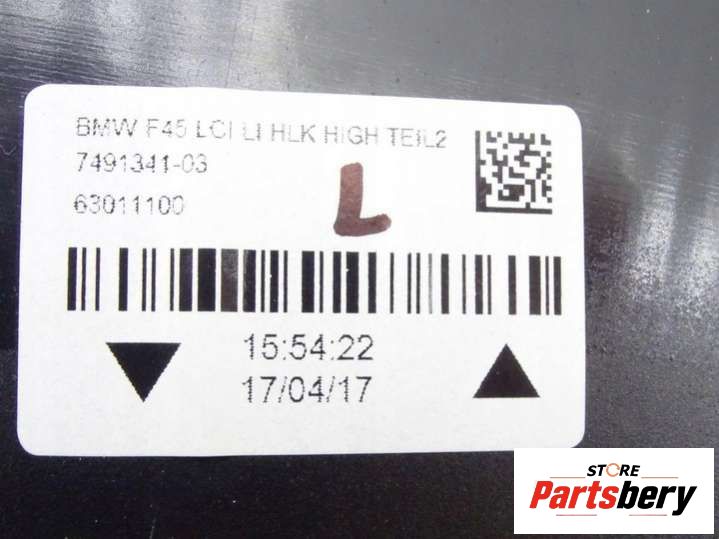 BMW F45 LCI LI HLK HIGH TEIL2
7491341-03
63011100
L
15:54:22
17/04/17
STORE
Partsbery